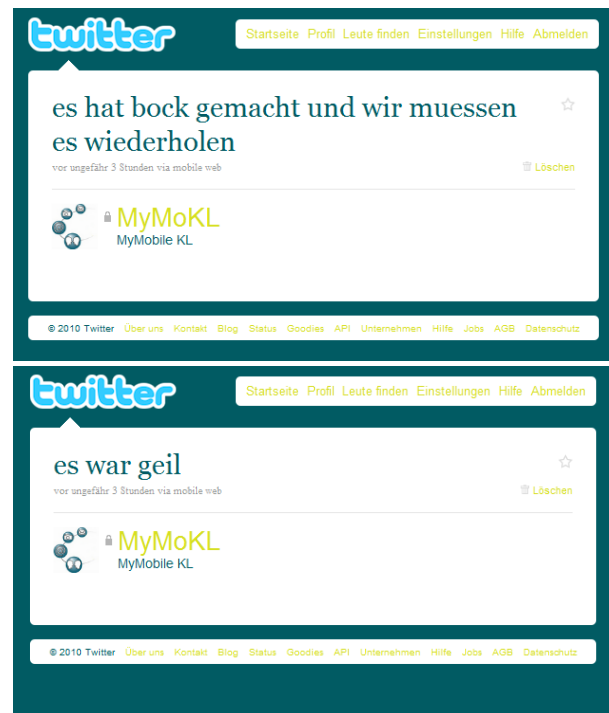 twitter
Startseite Profil Leute finden Einstellungen Hilfe Abmelden
es hat bock gemacht und wir muessen
es wiederholen
vor ungefähr 3 Stunden via mobile web
Löschen
MyMoKL
MyMobile KL
© 2010 Twitter Über uns Kontakt Blog Status Goodies API Unternehmen Hilfe Jobs AGB Datenschutz
twitter
Startseite Profil Leute finden Einstellungen Hilfe Abmelden
es war geil
vor ungefähr 3 Stunden via mobile web
Löschen
MyMoKL
MyMobile KL
© 2010 Twitter Über uns Kontakt Blog Status Goodies API Unternehmen Hilfe Jobs AGB Datenschutz